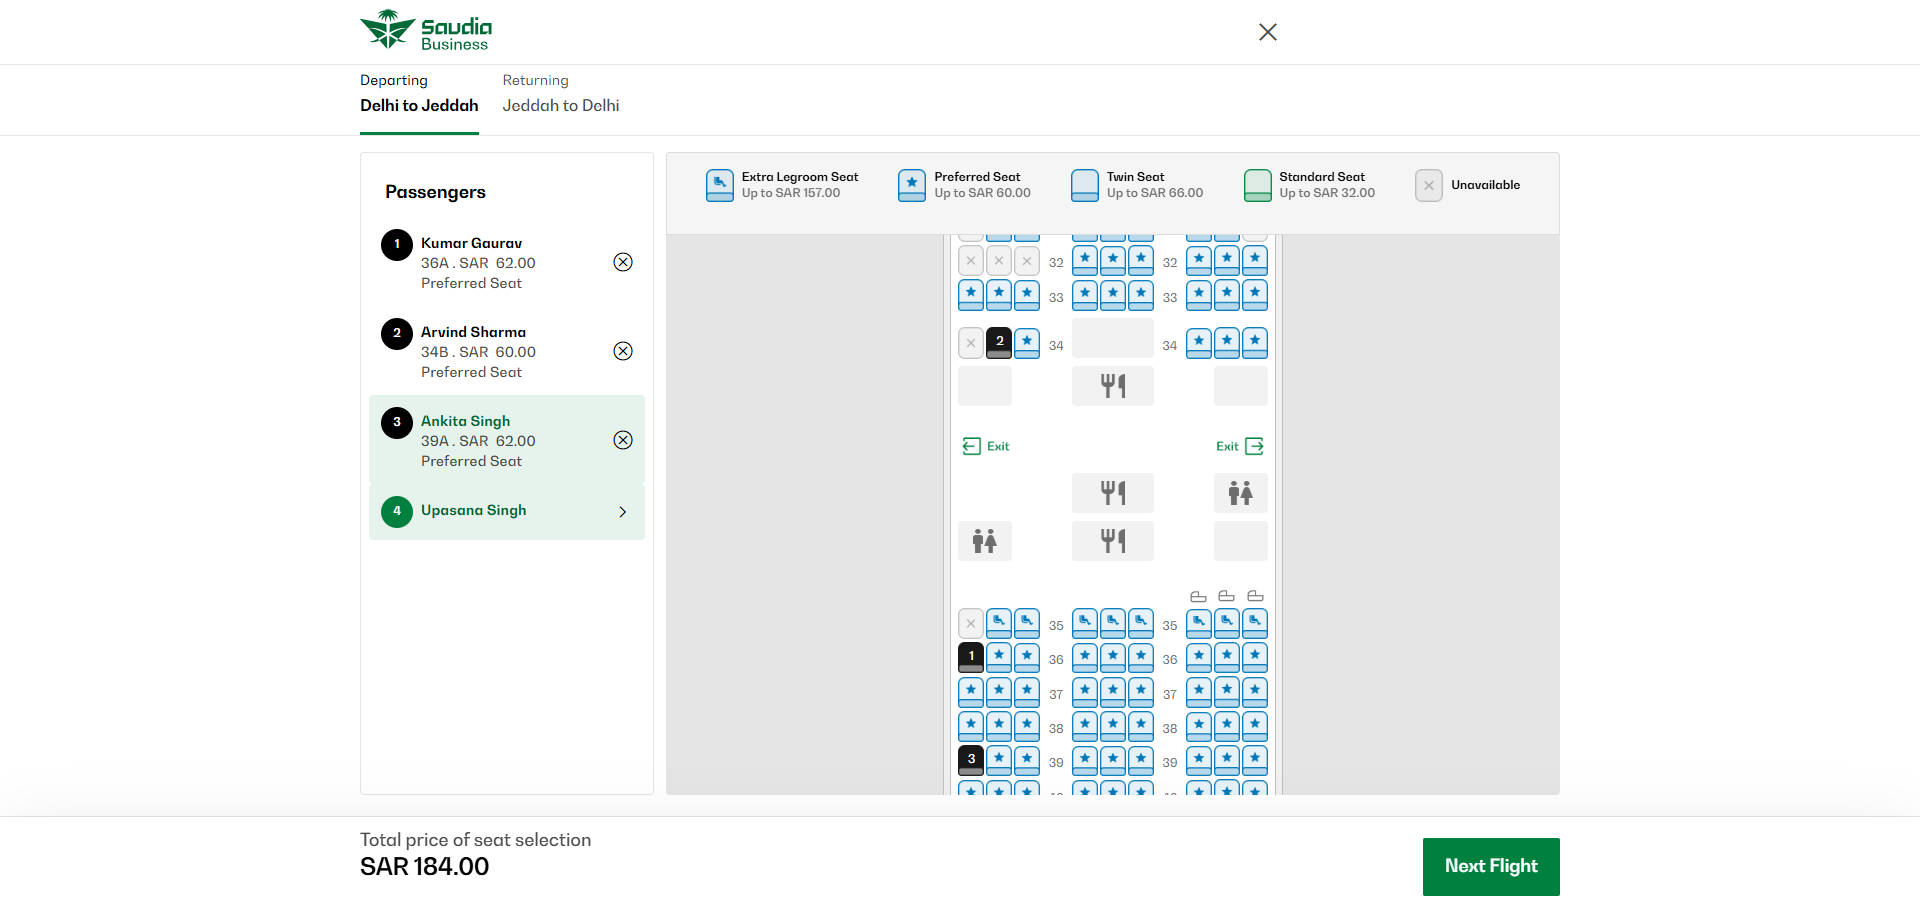 Saudia
Business
Departing
Delhi to Jeddah
Returning
Jeddah to Delhi
Passengers
1
Kumar Gaurav
36A . SAR 62.00
Preferred Seat
2
Arvind Sharma
34B . SAR 60.00
Preferred Seat
3
Ankita Singh
39A . SAR 62.00
Preferred Seat
4
Upasana Singh
Extra Legroom Seat
Up to SAR 157.00
Preferred Seat
Up to SAR 60.00
Twin Seat
Up to SAR 66.00
Standard Seat
Up to SAR 32.00
Unavailable
32 32
33 33
2 34 34
Exit Exit
35 35
1 36 36
37 37
38 38
3 39 39
Total price of seat selection
SAR 184.00
Next Flight